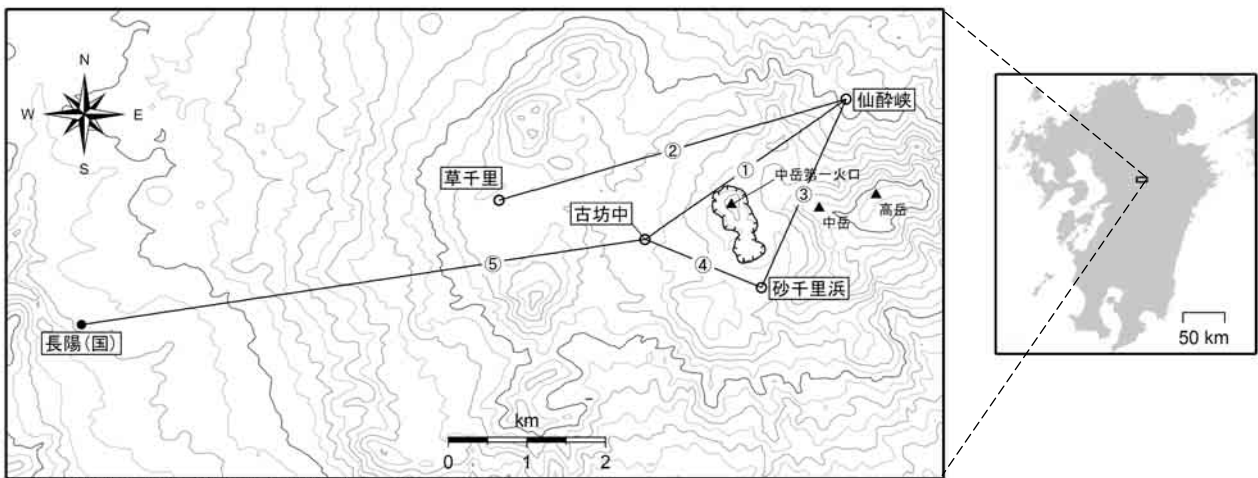 N
W E
S
仙酔峡
②
草千里
①
中岳第一火口
③
古坊中
中岳
高岳
⑤
④
砂千里浜
長陽(国)
km
0 1 2
50 km